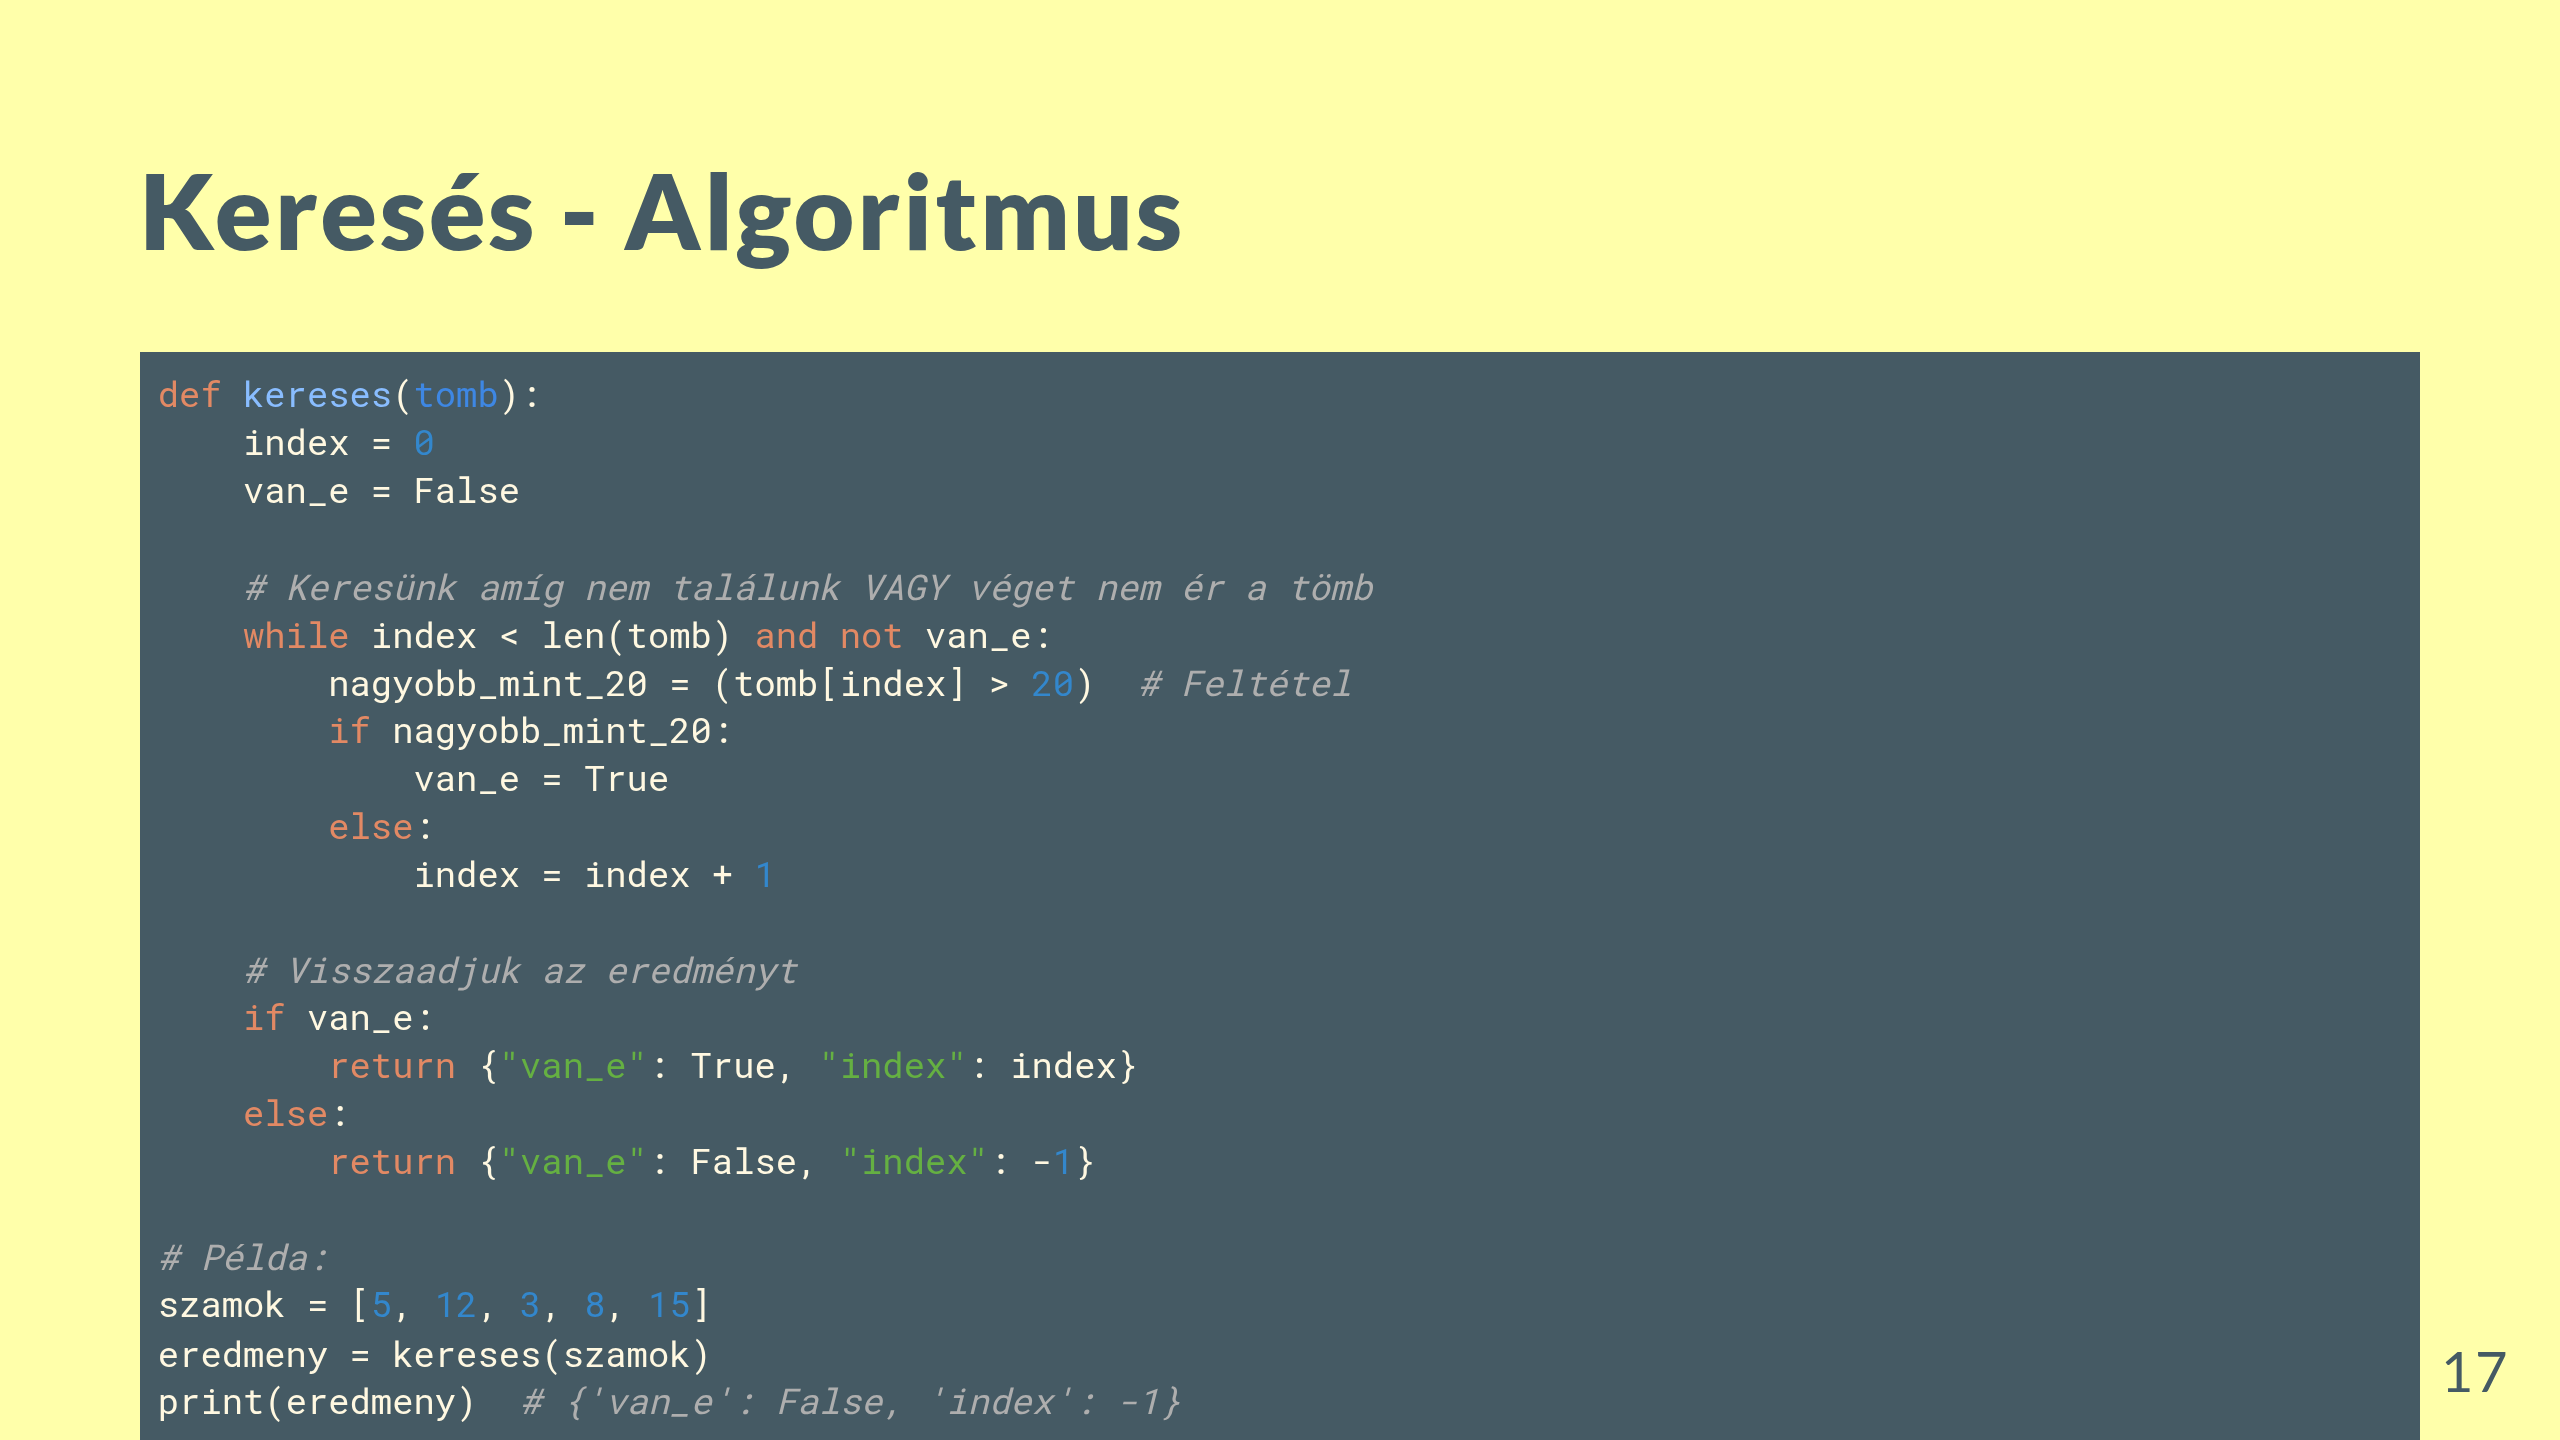 Keresés - Algoritmus
def kereses(tomb):
    index = 0
    van_e = False

    # Keresünk amíg nem találunk VAGY véget nem ér a tömb
    while index < len(tomb) and not van_e:
        nagyobb_mint_20 = (tomb[index] > 20)  # Feltétel
        if nagyobb_mint_20:
            van_e = True
        else:
            index = index + 1

    # Visszaadjuk az eredményt
    if van_e:
        return {"van_e": True, "index": index}
    else:
        return {"van_e": False, "index": -1}

# Példa:
szamok = [5, 12, 3, 8, 15]
eredmeny = kereses(szamok)
print(eredmeny)  # {'van_e': False, 'index': -1}
17